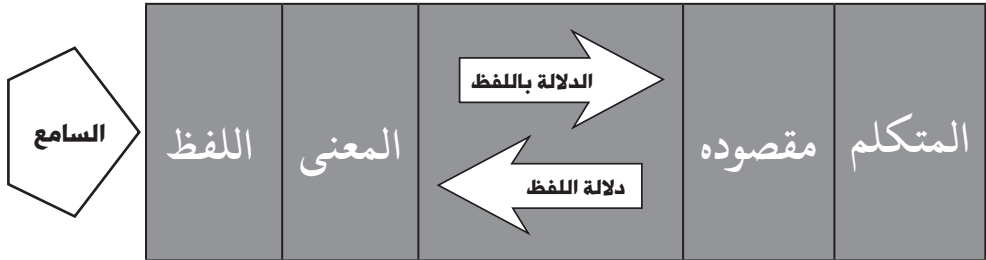 المتكلم
مقصوده
الدلالة باللفظ
دلالة اللفظ
المعنى
اللفظ
السامع